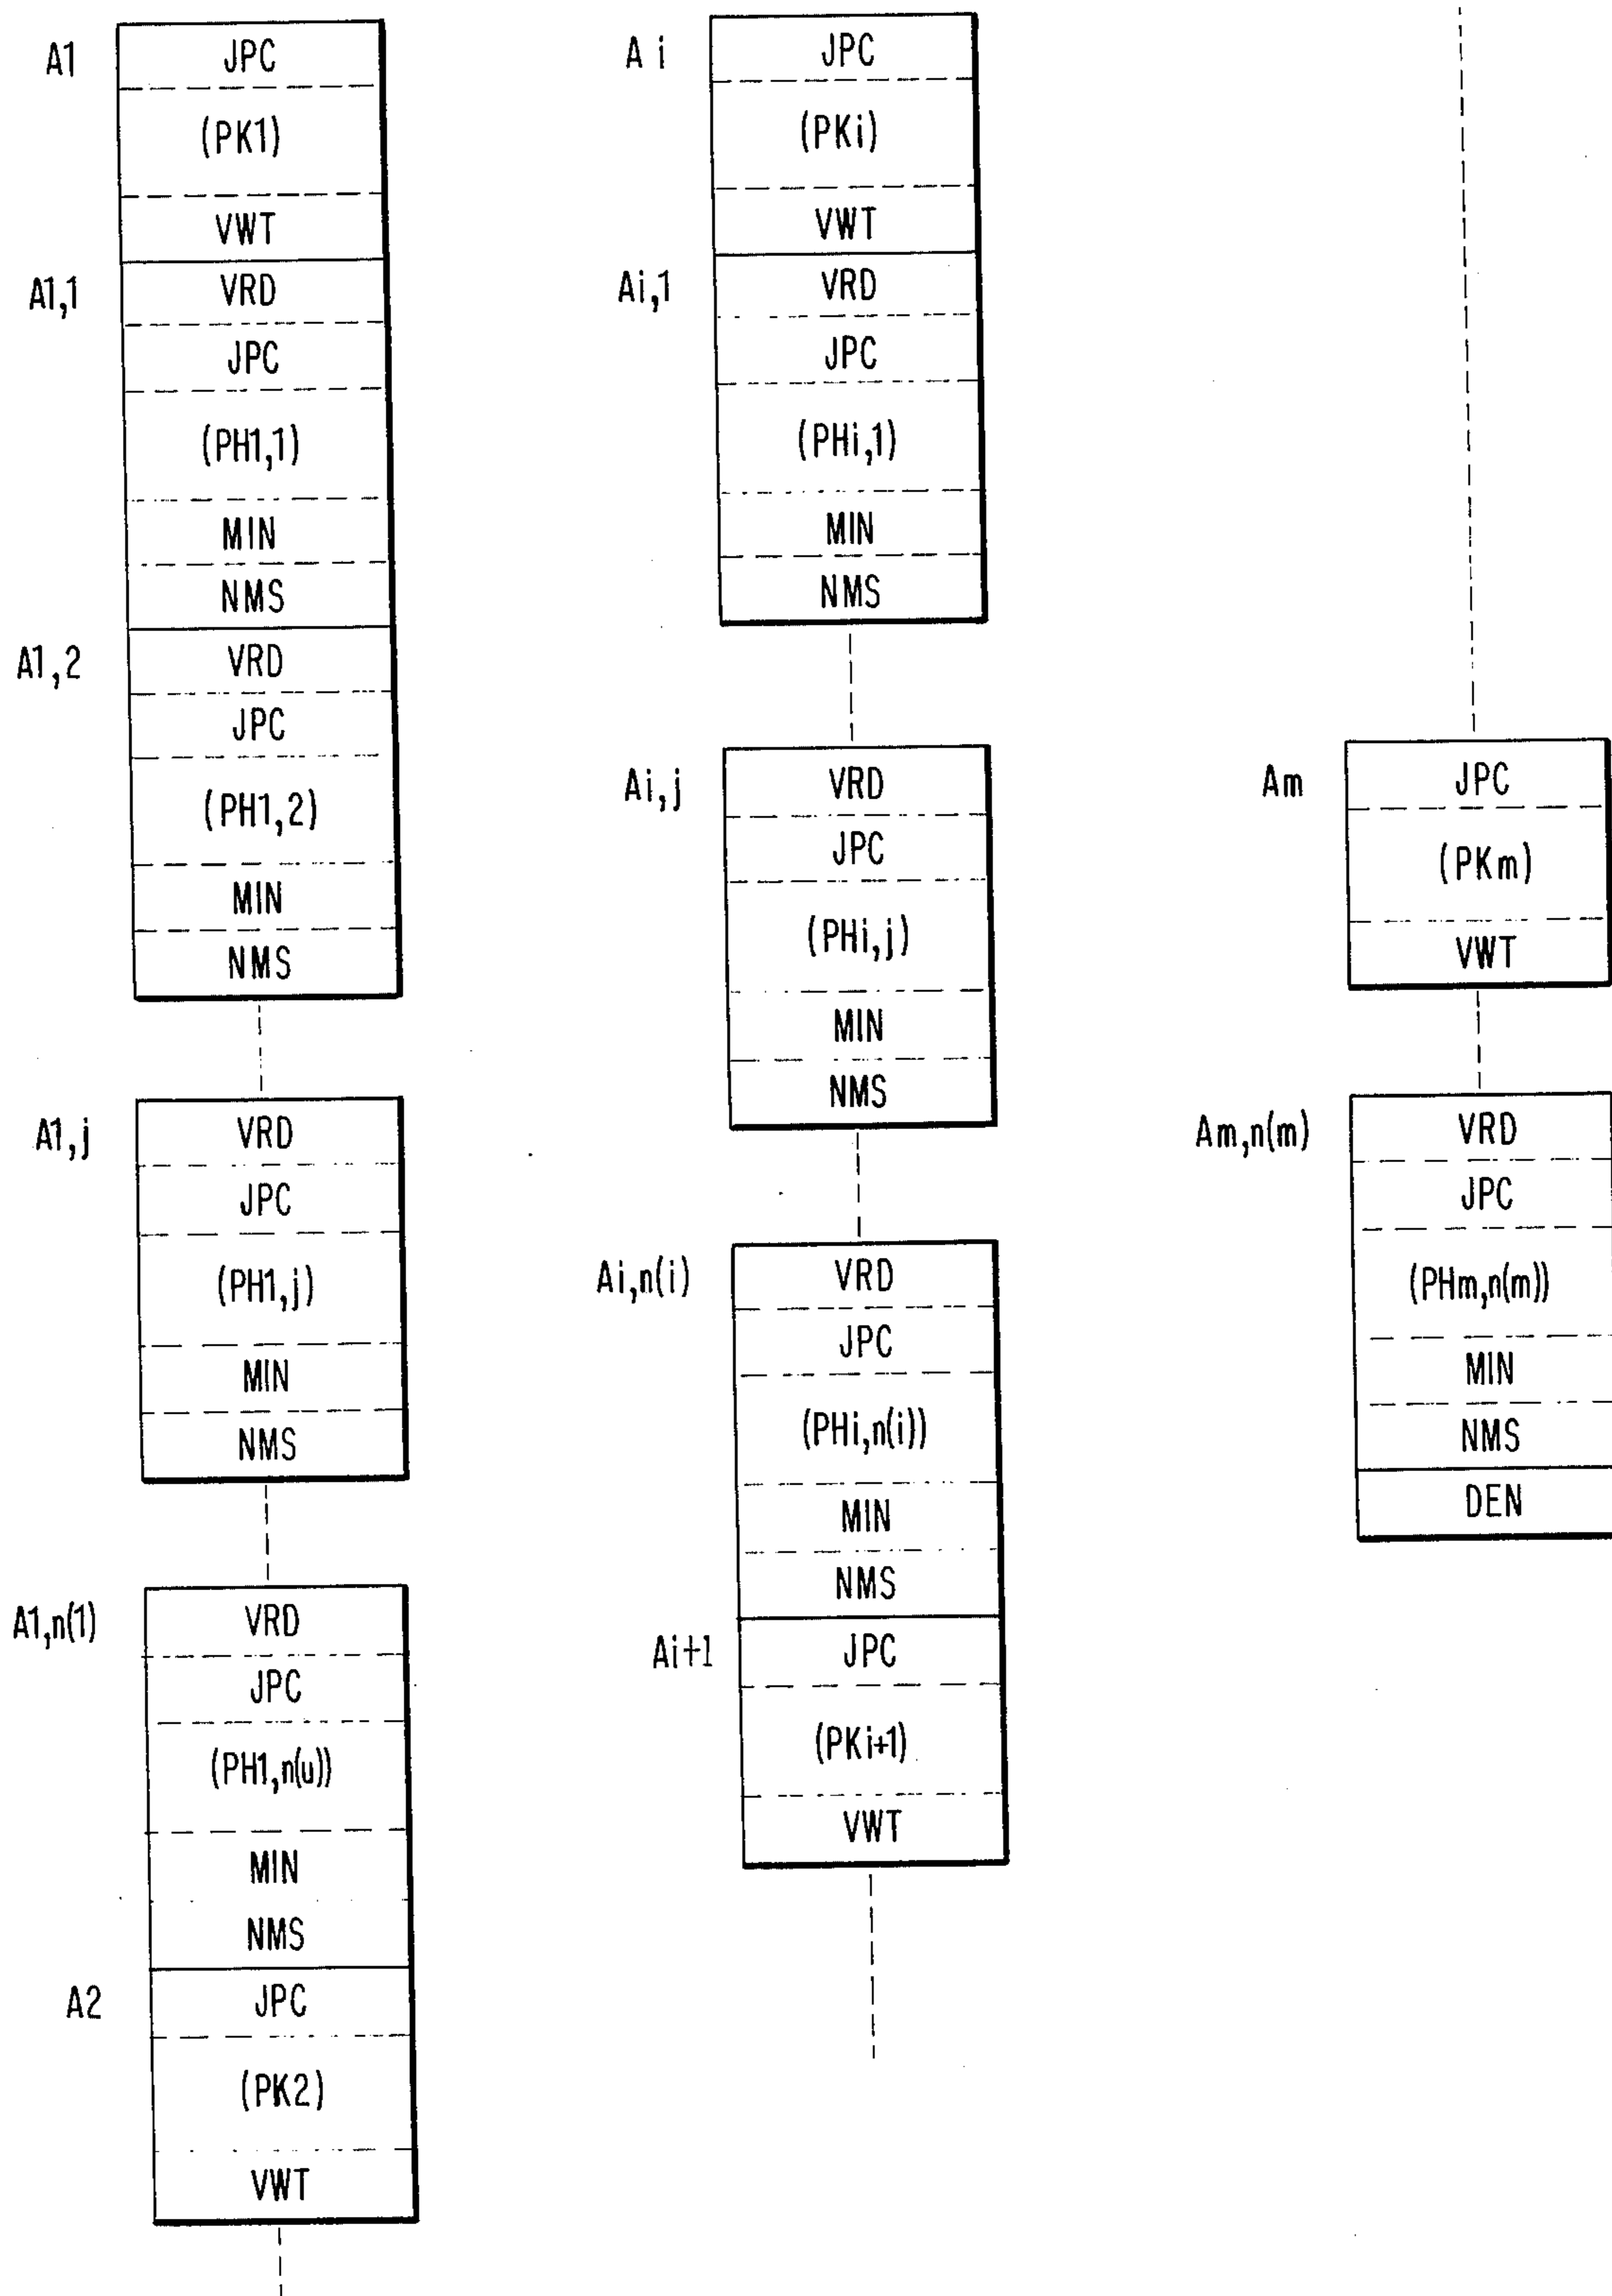 A1 JPC
(PK1)
VWT
A1,1 VRD
JPC
(PH1,1)
MIN
NMS
A1,2 VRD
JPC
(PH1,2)
MIN
NMS
A1,j VRD
JPC
(PH1,j)
MIN
NMS
A1,n(1) VRD
JPC
(PH1,n(u))
MIN
NMS
A2 JPC
(PK2)
VWT
A i JPC
(PKi)
VWT
Ai,1 VRD
JPC
(PHi,1)
MIN
NMS
Ai,j VRD
JPC
(PHi,j)
MIN
NMS
Ai,n(i) VRD
JPC
(PHi,n(i))
MIN
NMS
Ai+1 JPC
(PKi+1)
VWT
Am JPC
(PKm)
VWT
Am,n(m) VRD
JPC
(PHm,n(m))
MIN
NMS
DEN